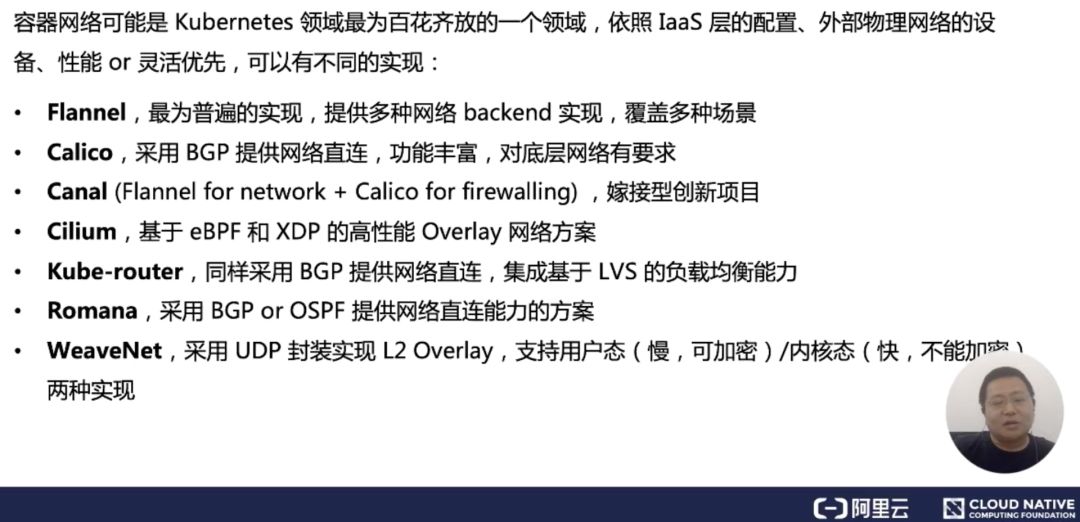 容器网络可能是 Kubernetes 领域最为百花齐放的一个领域，依照 IaaS 层的配置、外部物理网络的设
备、性能 or 灵活优先，可以有不同的实现：
• Flannel，最为普遍的实现，提供多种网络 backend 实现，覆盖多种场景
• Calico，采用 BGP 提供网络直连，功能丰富，对底层网络有要求
• Canal (Flannel for network + Calico for firewalling) ，嫁接型创新项目
• Cilium，基于 eBPF 和 XDP 的高性能 Overlay 网络方案
• Kube-router，同样采用 BGP 提供网络直连，集成基于 LVS 的负载均衡能力
• Romana，采用 BGP or OSPF 提供网络直连能力的方案
• WeaveNet，采用 UDP 封装实现 L2 Overlay，支持用户态（慢，可加密）/内核态（快，不能加密）
两种实现
阿里云
CLOUD NATIVE
COMPUTING FOUNDATION